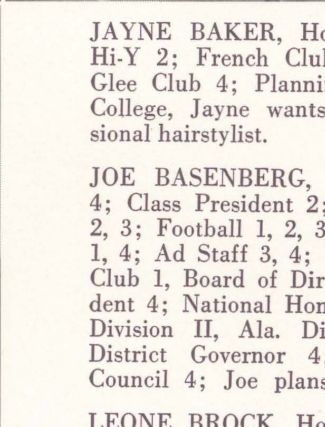 JAYNE BAKER, Ho
Hi-Y 2; French Clu
Glee Club 4; Planni
College, Jayne wants
sional hairstylist.
JOE BASENBERG,
4; Class President 2;
2, 3; Football 1, 2, 3
1, 4; Ad Staff 3, 4;
Club 1, Board of Dir
dent 4; National Hon
Division II, Ala. Di
District Governor 4;
Council 4; Joe plans
LEONE BROCK, Ho